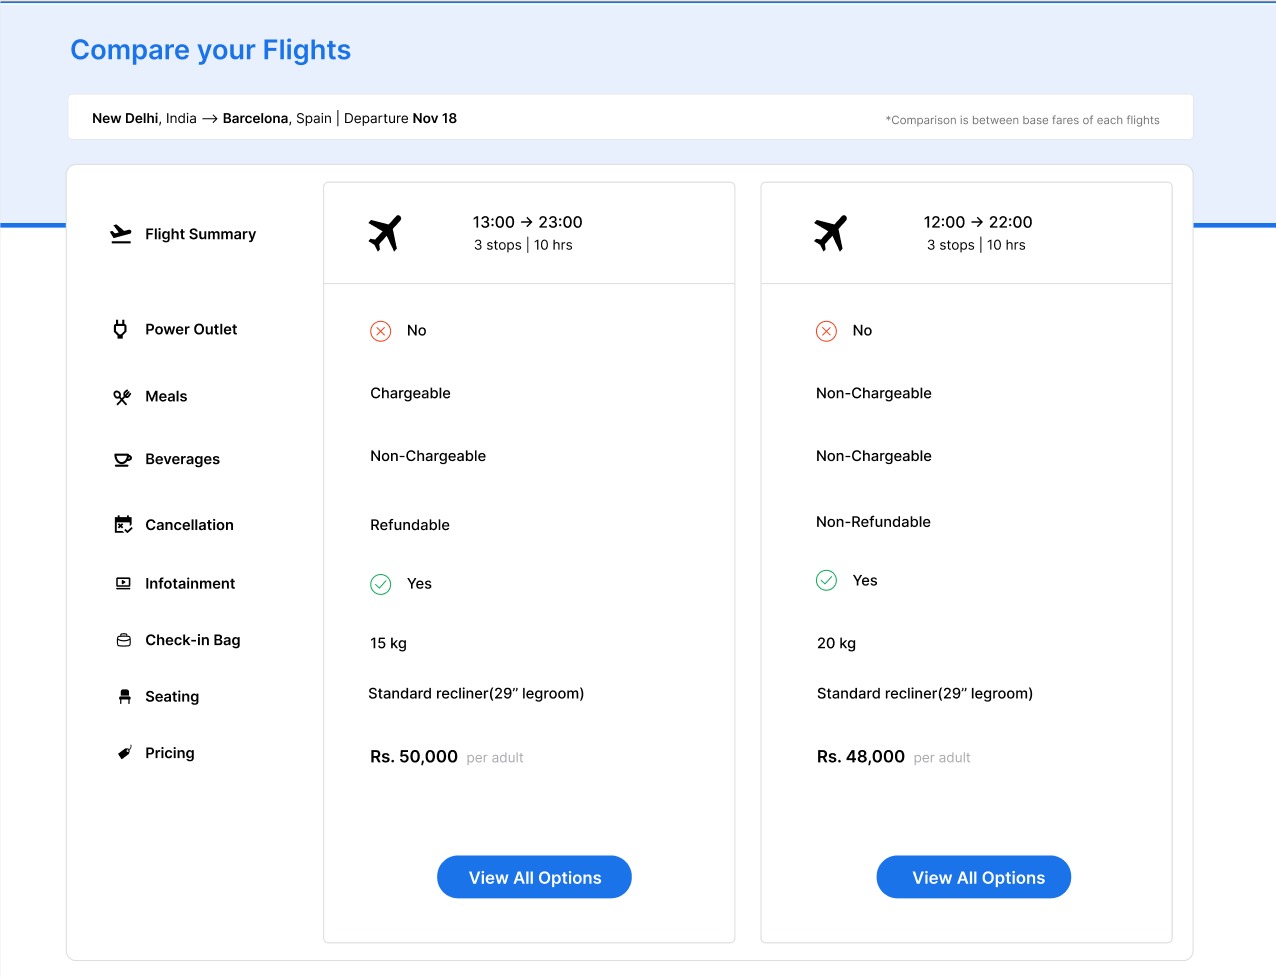 Compare your Flights
New Delhi, India → Barcelona, Spain | Departure Nov 18
*Comparison is between base fares of each flights
Flight Summary
13:00 → 23:00
3 stops | 10 hrs
12:00 → 22:00
3 stops | 10 hrs
Power Outlet
No
No
Meals
Chargeable
Non-Chargeable
Beverages
Non-Chargeable
Non-Chargeable
Cancellation
Refundable
Non-Refundable
Infotainment
Yes
Yes
Check-in Bag
15 kg
20 kg
Seating
Standard recliner(29” legroom)
Standard recliner(29” legroom)
Pricing
Rs. 50,000 per adult
Rs. 48,000 per adult
View All Options
View All Options